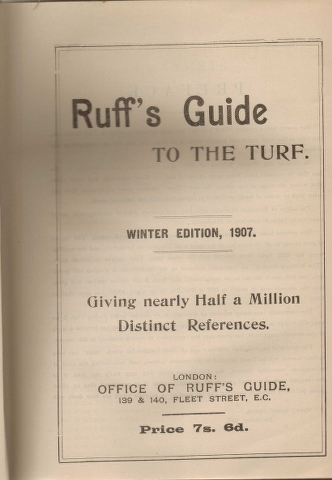 Ruff's Guide
TO THE TURF.
WINTER EDITION, 1907.
Giving nearly Half a Million
Distinct References.
LONDON:
OFFICE OF RUFF'S GUIDE,
139 & 140, FLEET STREET, E.C.
Price 7s. 6d.